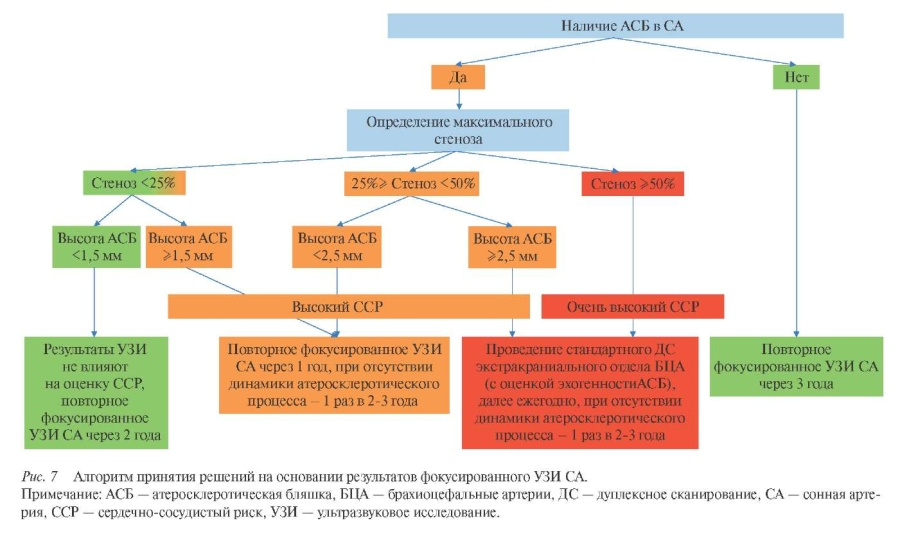 Наличие АСБ в СА
Да
Нет
Определение максимального
стеноза
Стеноз <25%
25%⩾ Стеноз <50%
Стеноз ⩾50%
Высота АСБ
<1,5 мм
Высота АСБ
⩾1,5 мм
Высота АСБ
<2,5 мм
Высота АСБ
⩾2,5 мм
Высокий ССР
Очень высокий ССР
Результаты УЗИ
не влияют
на оценку ССР,
повторное
фокусированное
УЗИ СА через 2 года
Повторное фокусированное УЗИ
СА через 1 год, при отсутствии
динамики атеросклеротического
процесса – 1 раз в 2-3 года
Проведение стандартного ДС
экстракраниального отдела БЦА
(с оценкой эхогенностиАСБ),
далее ежегодно, при отсутствии
динамики атеросклеротического
процесса – 1 раз в 2-3 года
Повторное
фокусированное УЗИ СА
через 3 года
Рис. 7 Алгоритм принятия решений на основании результатов фокусированного УЗИ СА.
Примечание: АСБ — атеросклеротическая бляшка, БЦА — брахиоцефальные артерии, ДС — дуплексное сканирование, СА — сонная арте-
рия, ССР — сердечно-сосудистый риск, УЗИ — ультразвуковое исследование.